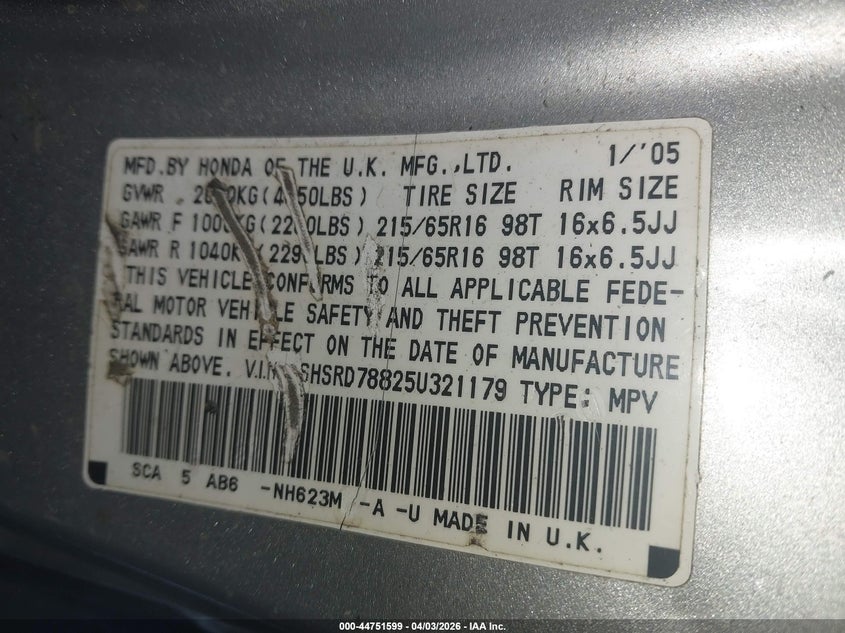 MFD.BY HONDA OF THE U.K. MFG.,LTD. 1/'05
GVWR TIRE SIZE RIM SIZE
GAWR F 215/65R16 98T 16x6.5JJ
GAWR R 215/65R16 98T 16x6.5JJ
THIS VEHICLE CONFORMS TO ALL APPLICABLE FEDE-
RAL MOTOR VEHICLE SAFETY AND THEFT PREVENTION
STANDARDS IN EFFECT ON THE DATE OF MANUFACTURE
SHOWN ABOVE. SHSRD78825U321179 TYPE: MPV
SCA 5 AB6 -NH623M -A -U MADE IN U.K.
000-44751599 - 04/03/2026 - IAA Inc.